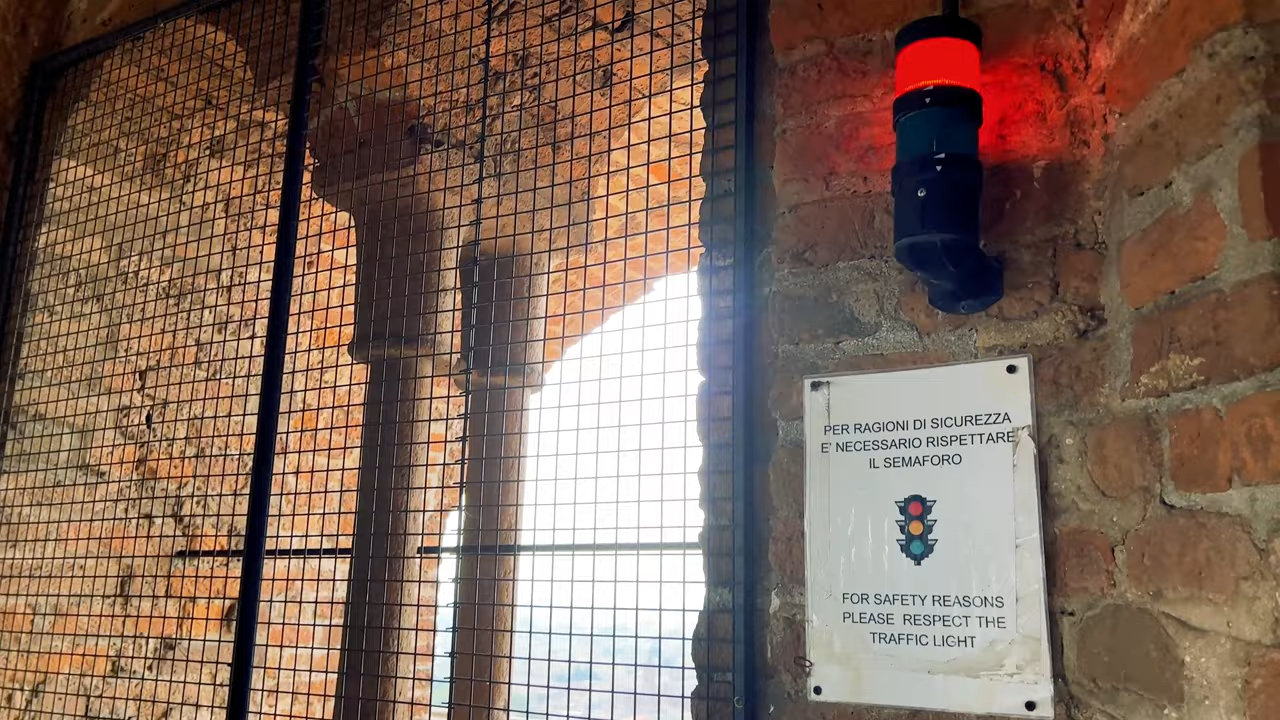 PER RAGIONI DI SICUREZZA
E' NECESSARIO RISPETTARE
IL SEMAFORO
FOR SAFETY REASONS
PLEASE RESPECT THE
TRAFFIC LIGHT